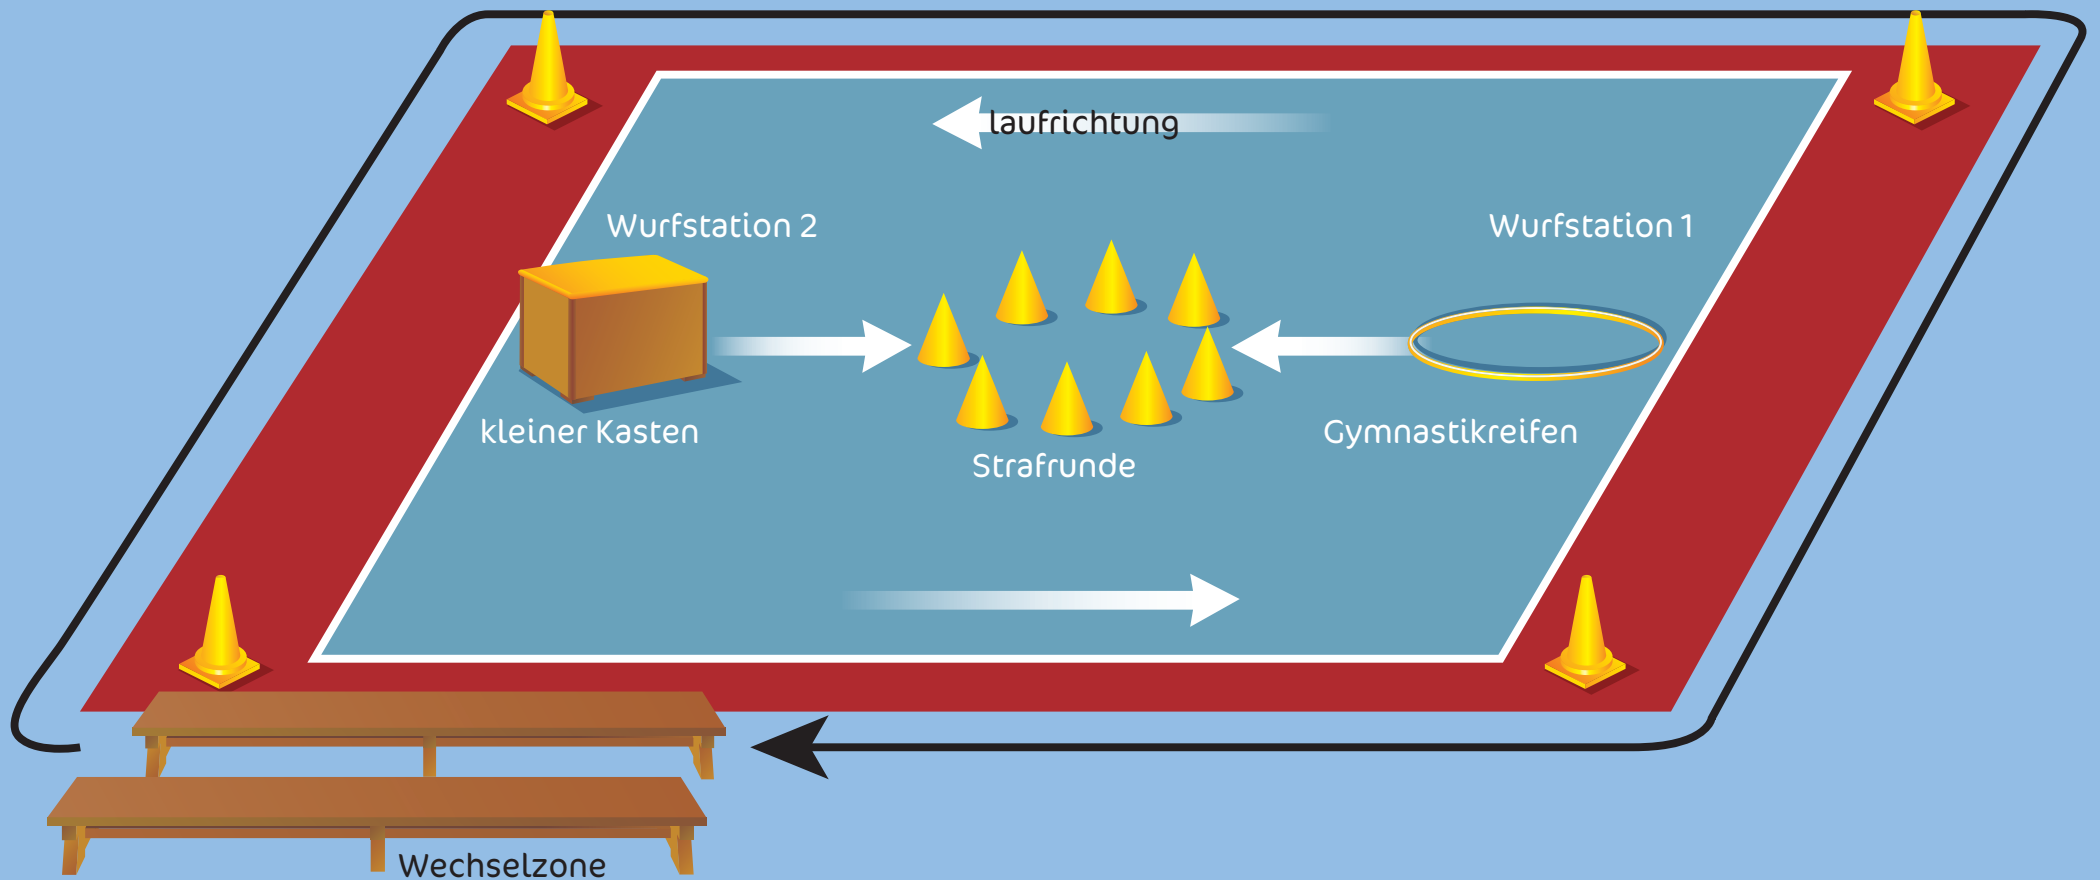 laufrichtung
Wurfstation 2
Wurfstation 1
kleiner Kasten
Gymnastikreifen
Strafrunde
Wechselzone